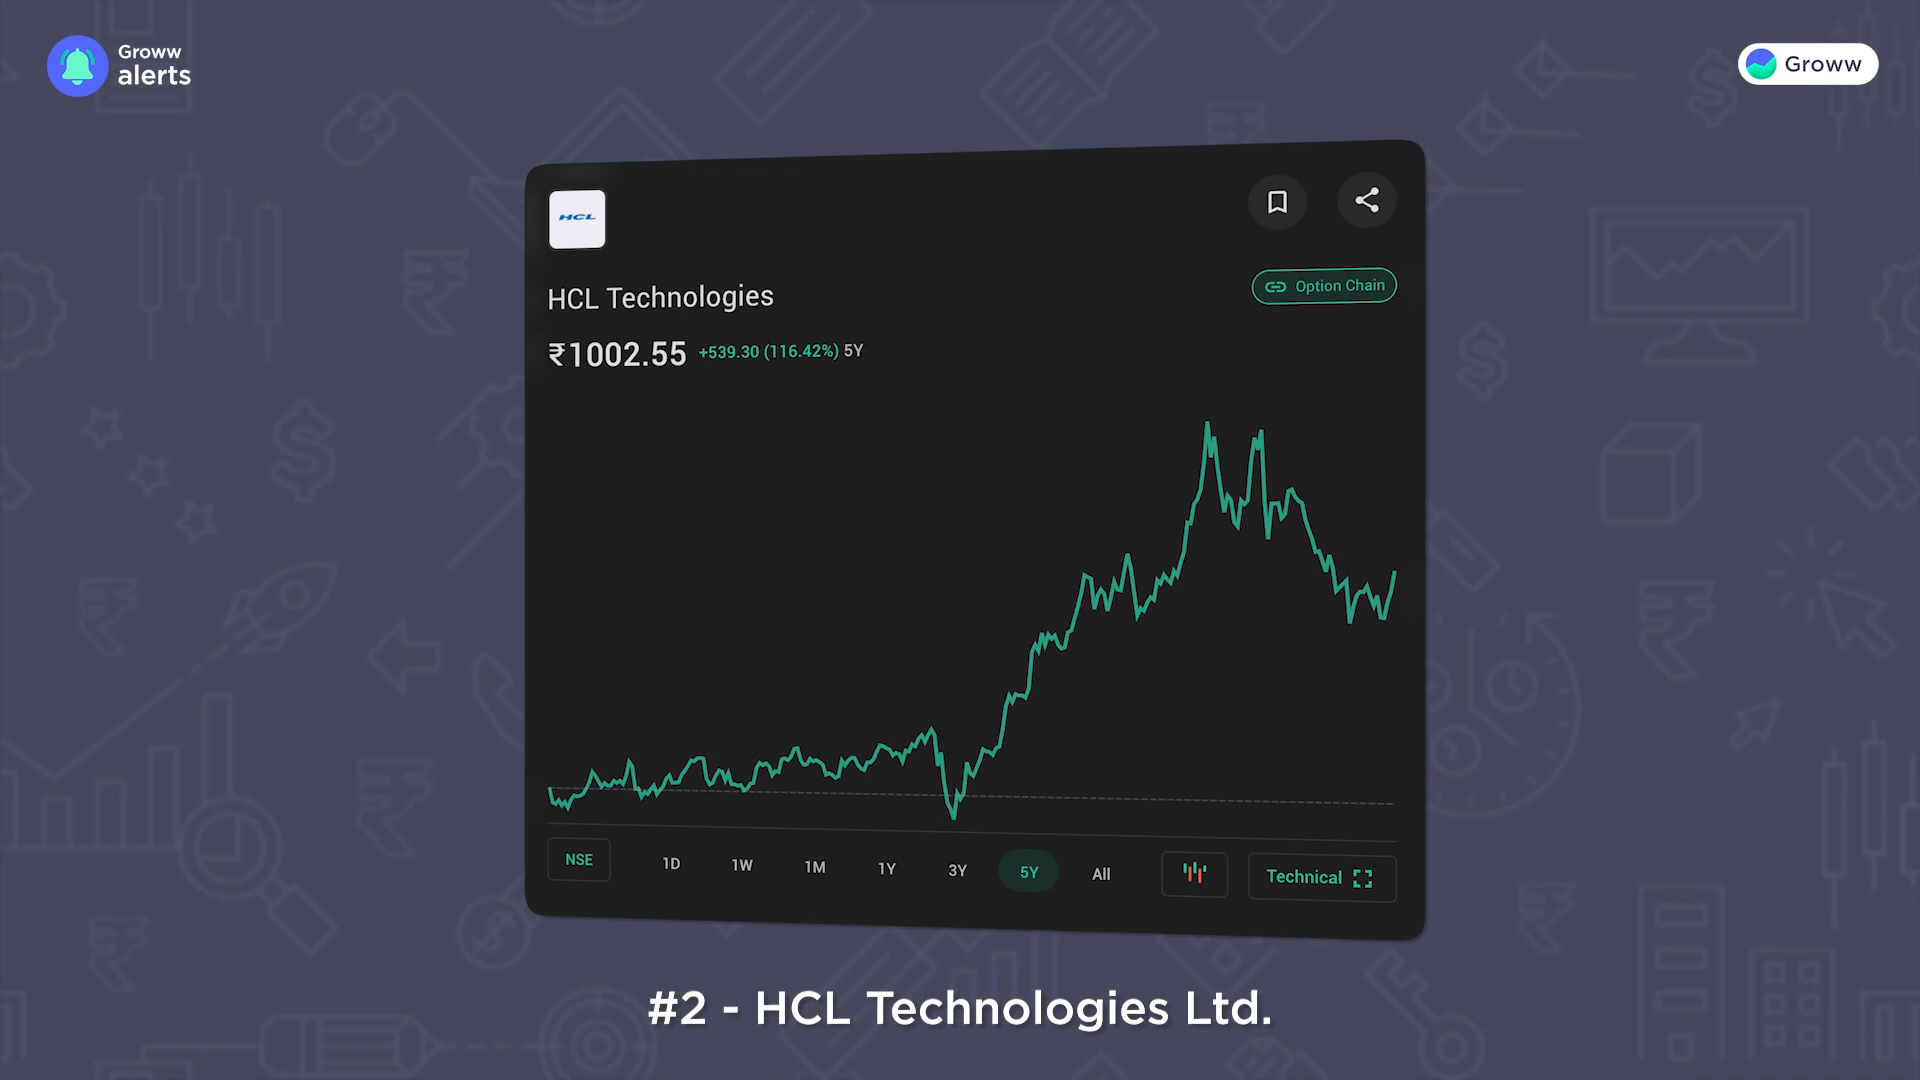 Groww
alerts
Groww
HCL
HCL Technologies
Option Chain
₹1002.55 +539.30 (116.42%) 5Y
NSE 1D 1W 1M 1Y 3Y 5Y All Technical
#2 - HCL Technologies Ltd.